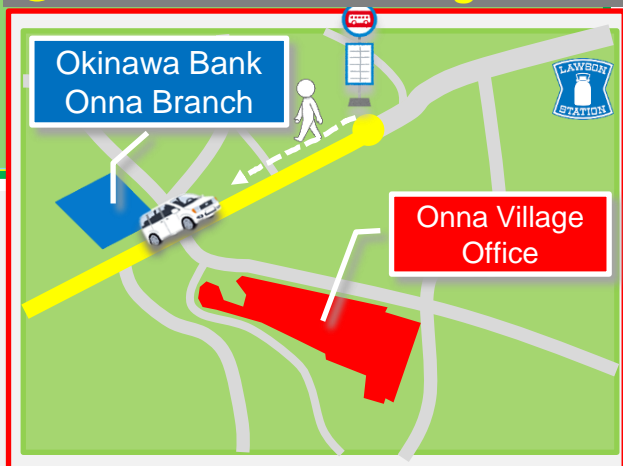 Okinawa Bank
Onna Branch
LAWSON
STATION
Onna Village
Office